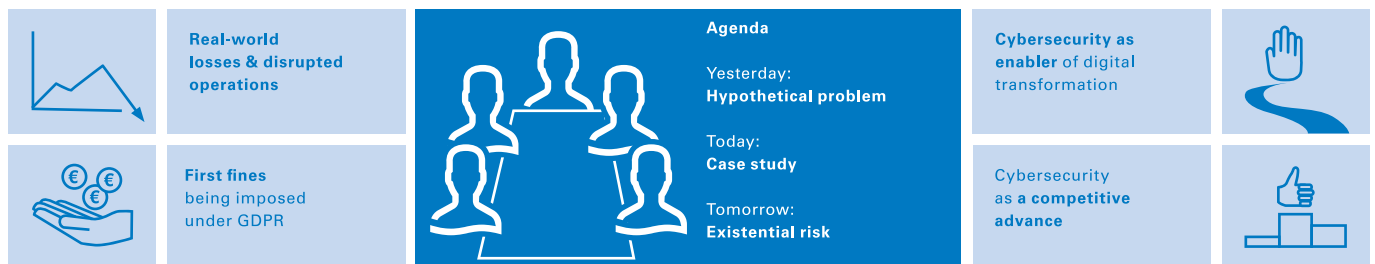 Real-world
losses & disrupted
operations
First fines
being imposed
under GDPR
€
€
€
Agenda
Yesterday:
Hypothetical problem
Today:
Case study
Tomorrow:
Existential risk
Cybersecurity as
enabler of digital
transformation
Cybersecurity
as a competitive
advance